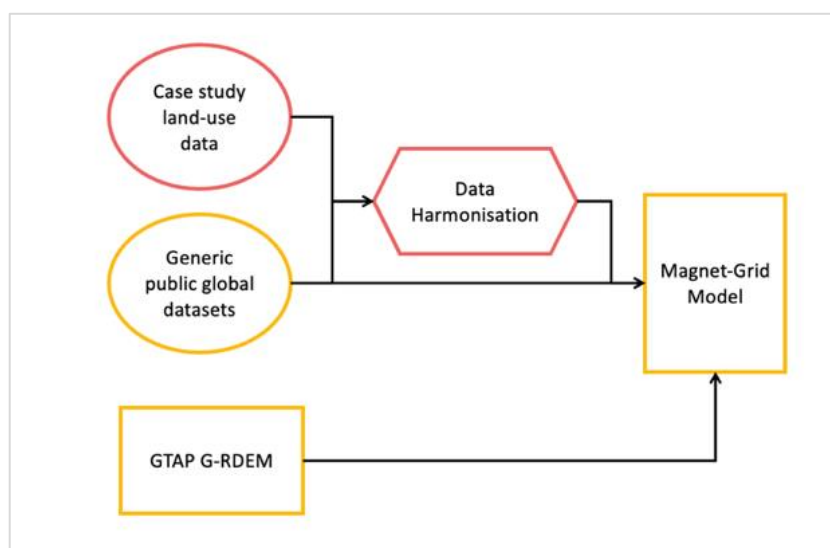 Case study
land-use
data
Data
Harmonisation
Generic
public global
datasets
Magnet-Grid
Model
GTAP G-RDEM